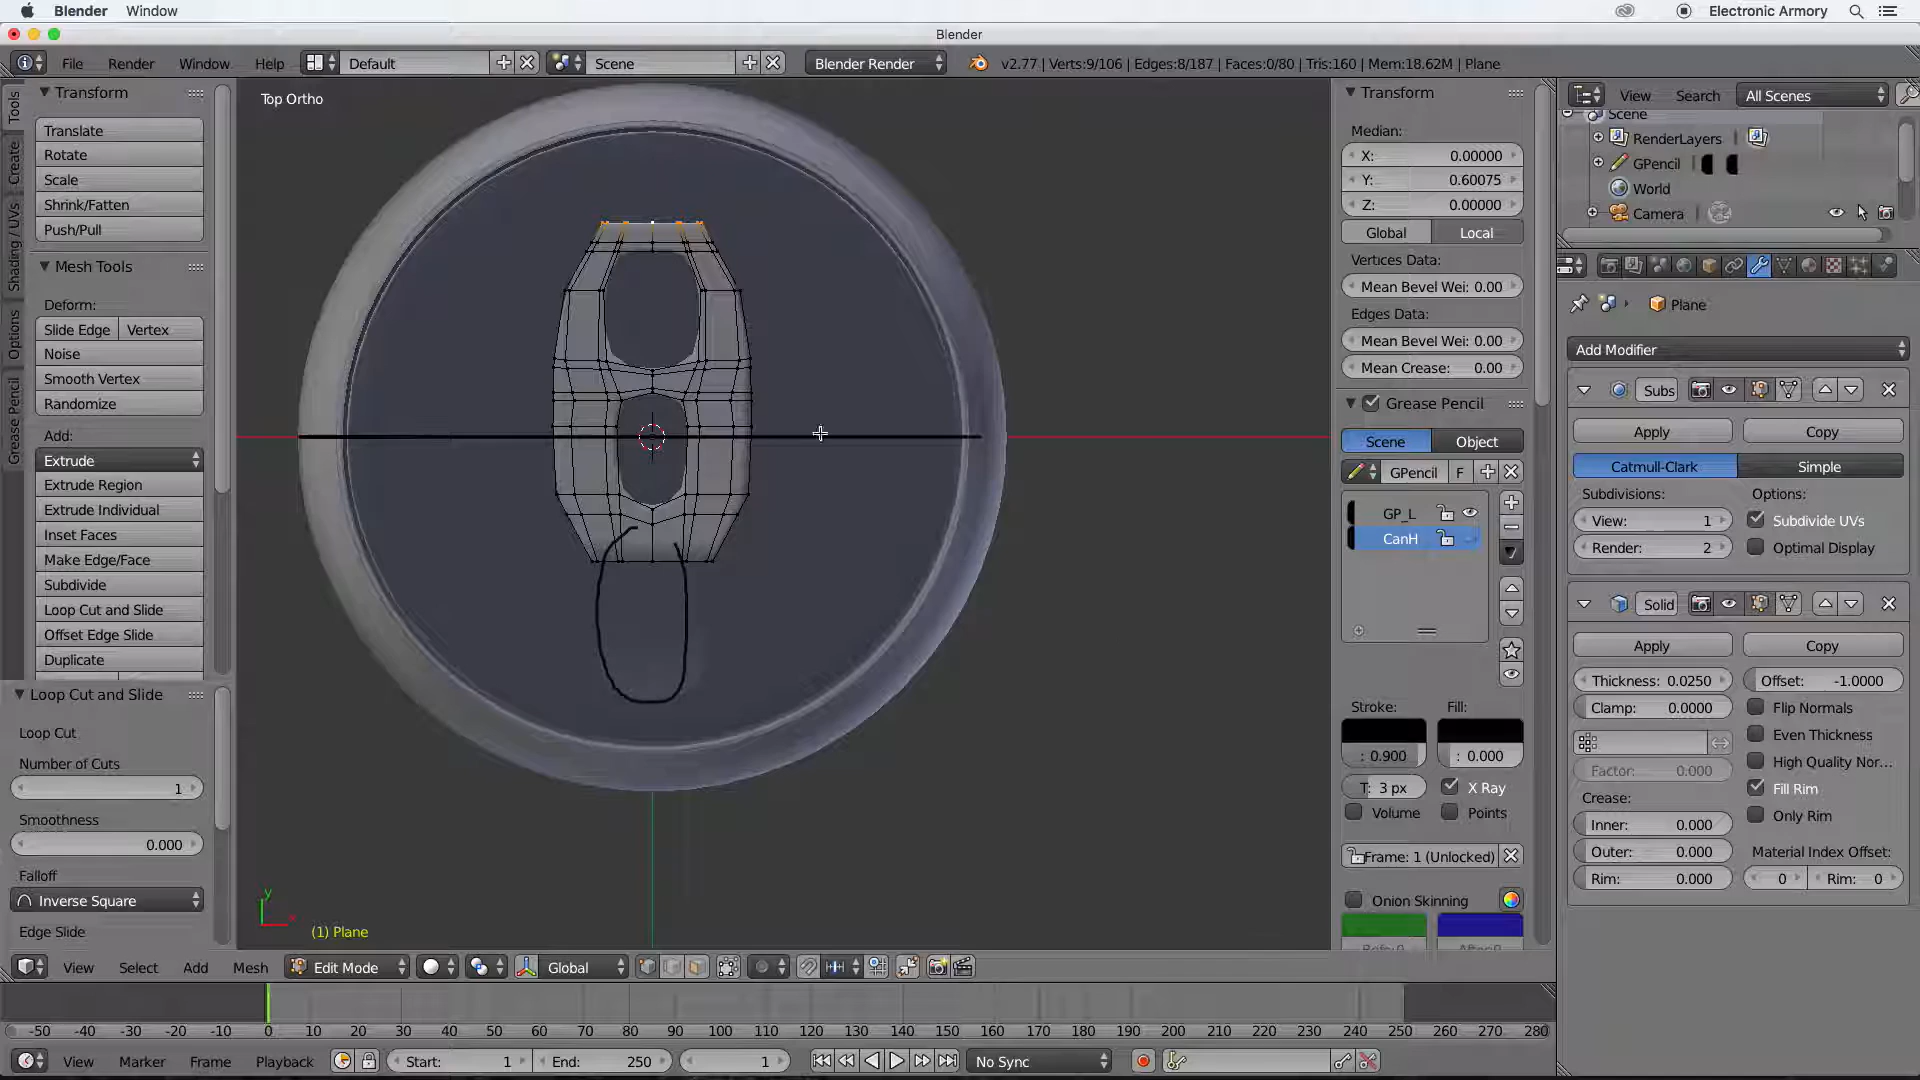 Blender Window Electronic Armory
Blender
File Render Window Help Default Scene Blender Render v2.77 | Verts:9/106 | Edges:8/187 | Faces:0/80 | Tris:160 | Mem:18.62M | Plane
Tools
Create
Shading / UVs
Options
Grease Pencil
Transform
Translate
Rotate
Scale
Shrink/Fatten
Push/Pull
Mesh Tools
Deform:
Slide Edge Vertex
Noise
Smooth Vertex
Randomize
Add:
Extrude
Extrude Region
Extrude Individual
Inset Faces
Make Edge/Face
Subdivide
Loop Cut and Slide
Offset Edge Slide
Duplicate
Loop Cut and Slide
Loop Cut
Number of Cuts
1
Smoothness
0.000
Falloff
Inverse Square
Edge Slide
Top Ortho
y
x
(1) Plane
Transform
Median:
X: 0.00000
Y: 0.60075
Z: 0.00000
Global Local
Vertices Data:
Mean Bevel Wei: 0.00
Edges Data:
Mean Bevel Wei: 0.00
Mean Crease: 0.00
Grease Pencil
Scene Object
GPencil F
GP_L
CanH
Stroke: Fill:
: 0.900 : 0.000
T: 3 px X Ray
Volume Points
Frame: 1 (Unlocked)
Onion Skinning
View Search All Scenes
Scene
RenderLayers
GPencil
World
Camera
Plane
Add Modifier
Subs
Apply Copy
Catmull-Clark Simple
Subdivisions: Options:
View: 1 Subdivide UVs
Render: 2 Optimal Display
Solid
Apply Copy
Thickness: 0.0250 Offset: -1.0000
Clamp: 0.0000 Flip Normals
Even Thickness
Factor: 0.000 High Quality Nor...
Fill Rim
Crease: Only Rim
Inner: 0.000
Outer: 0.000 Material Index Offset:
Rim: 0.000 0 Rim: 0
View Select Add Mesh Edit Mode Global
-50 -40 -30 -20 -10 0 10 20 30 40 50 60 70 80 90 100 110 120 130 140 150 160 170 180 190 200 210 220 230 240 250 260 270 280
View Marker Frame Playback Start: 1 End: 250 1 No Sync